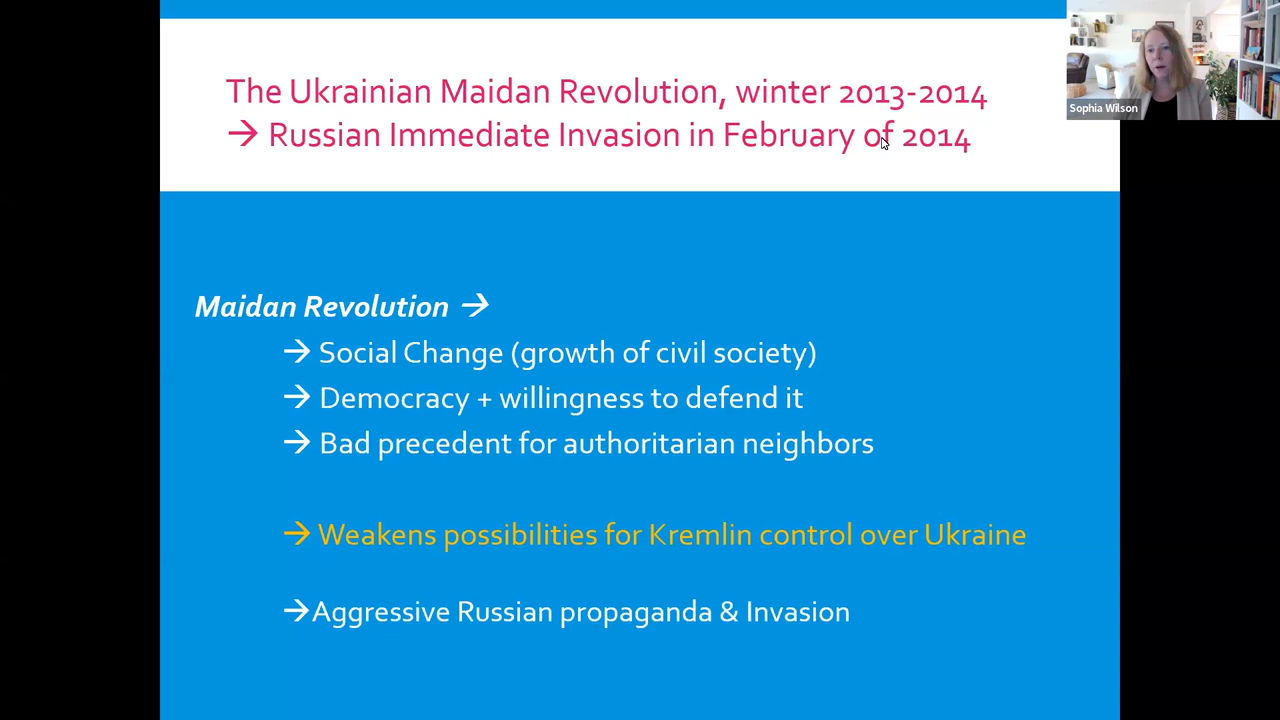 The Ukrainian Maidan Revolution, winter 2013-2014
→ Russian Immediate Invasion in February of 2014
Sophia Wilson
Maidan Revolution →
→ Social Change (growth of civil society)
→ Democracy + willingness to defend it
→ Bad precedent for authoritarian neighbors
→ Weakens possibilities for Kremlin control over Ukraine
→Aggressive Russian propaganda & Invasion